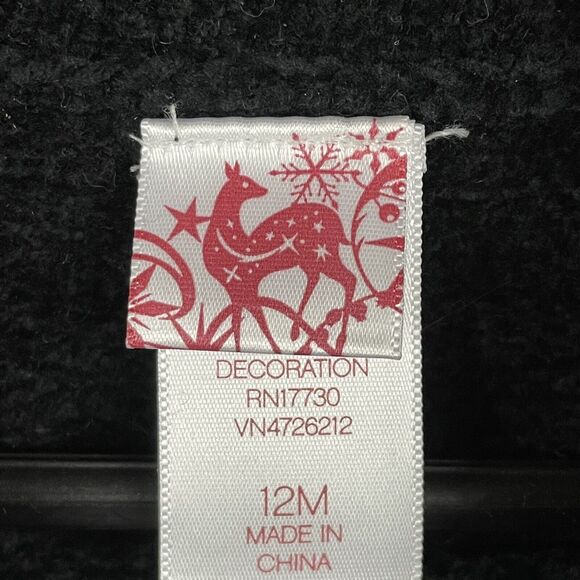 DECORATION
RN17730
VN4726212
12M
MADE IN
CHINA